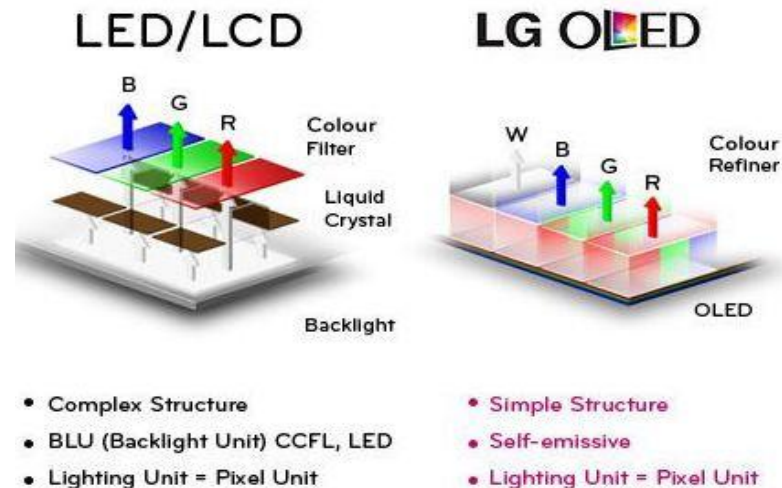 LED/LCD
B
G
R
Colour
Filter
Liquid
Crystal
Backlight
• Complex Structure
• BLU (Backlight Unit) CCFL, LED
• Lighting Unit = Pixel Unit
LG OLED
W
B
G
R
Colour
Refiner
OLED
• Simple Structure
• Self-emissive
• Lighting Unit = Pixel Unit